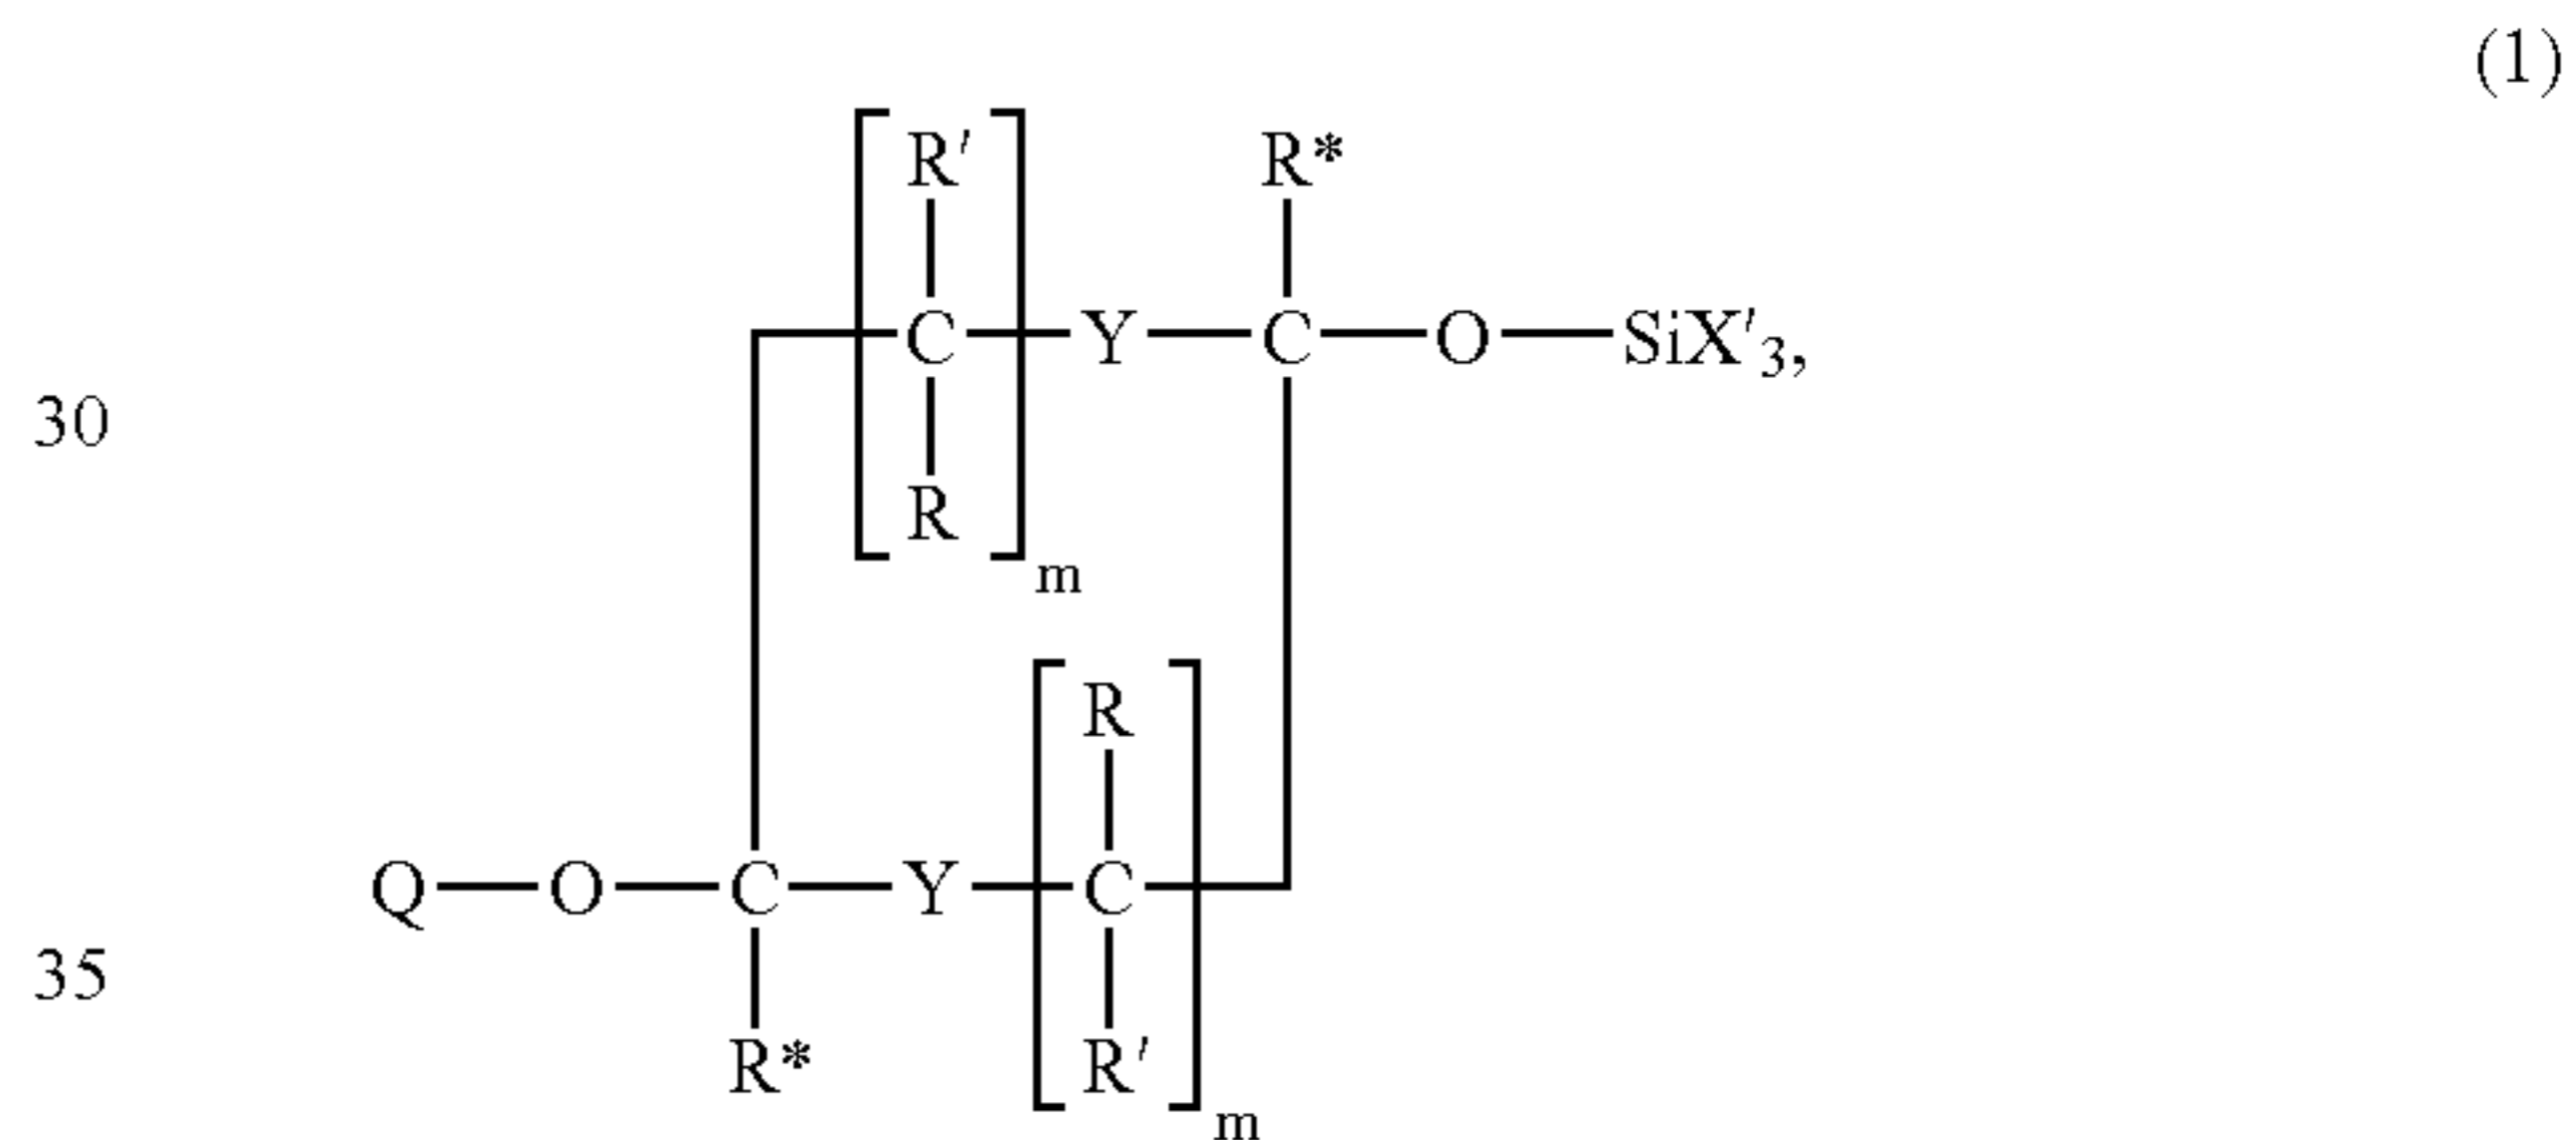 (1)
R′ R*
C Y C O SiX′3,
30
R
m
R
Q O C Y C
35
R* R′
m